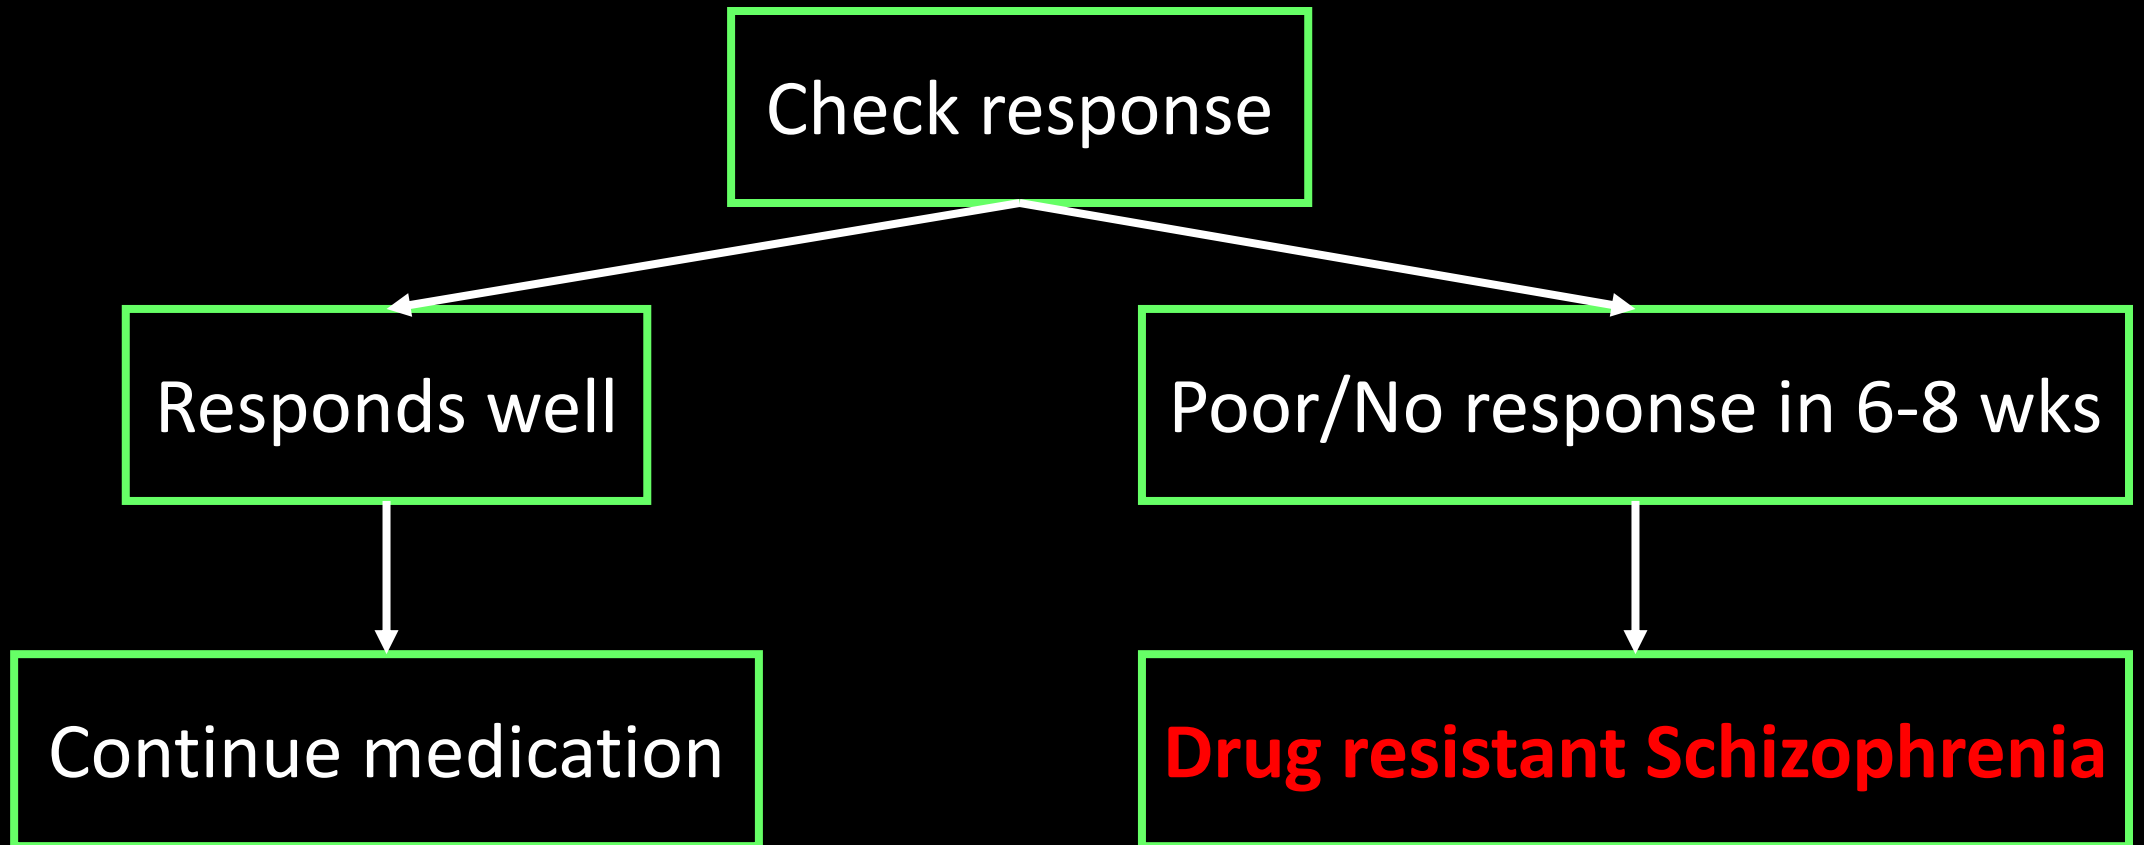 Check response
Responds well
Poor/No response in 6-8 wks
Continue medication
Drug resistant Schizophrenia